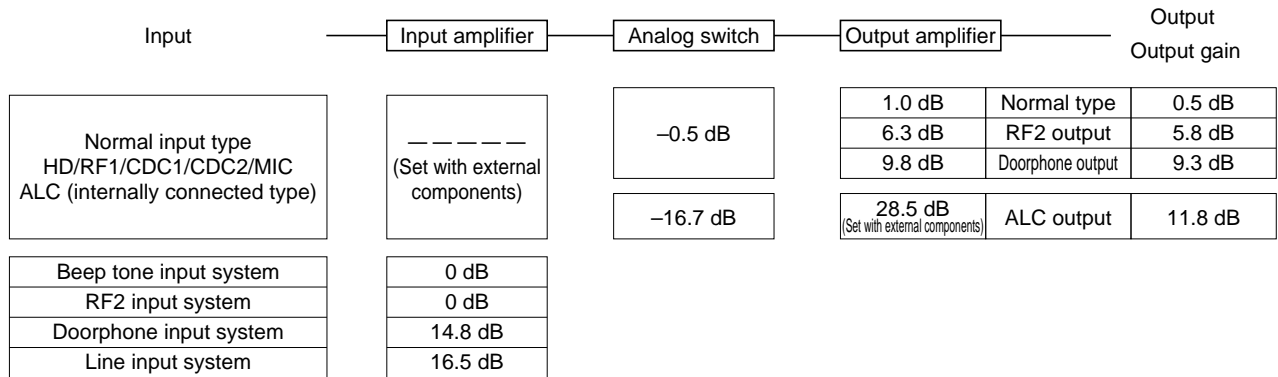 Input Input amplifier Analog switch Output amplifier Output
Output gain
Normal input type
HD/RF1/CDC1/CDC2/MIC
ALC (internally connected type)
— — — — —
(Set with external
components)
–0.5 dB
1.0 dB Normal type 0.5 dB
6.3 dB RF2 output 5.8 dB
9.8 dB Doorphone output 9.3 dB
–16.7 dB
28.5 dB
(Set with external components)
ALC output 11.8 dB
Beep tone input system 0 dB
RF2 input system 0 dB
Doorphone input system 14.8 dB
Line input system 16.5 dB